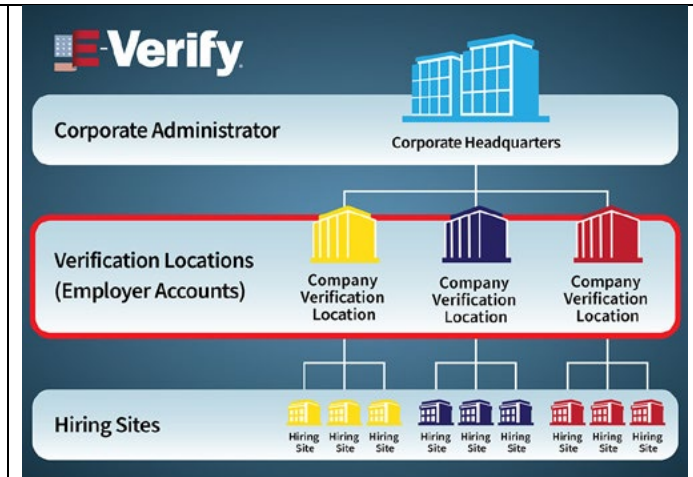 E-Verify
Corporate Administrator
Corporate Headquarters
Verification Locations
(Employer Accounts)
Company
Verification
Location
Company
Verification
Location
Company
Verification
Location
Hiring Sites
Hiring
Site
Hiring
Site
Hiring
Site
Hiring
Site
Hiring
Site
Hiring
Site
Hiring
Site
Hiring
Site
Hiring
Site